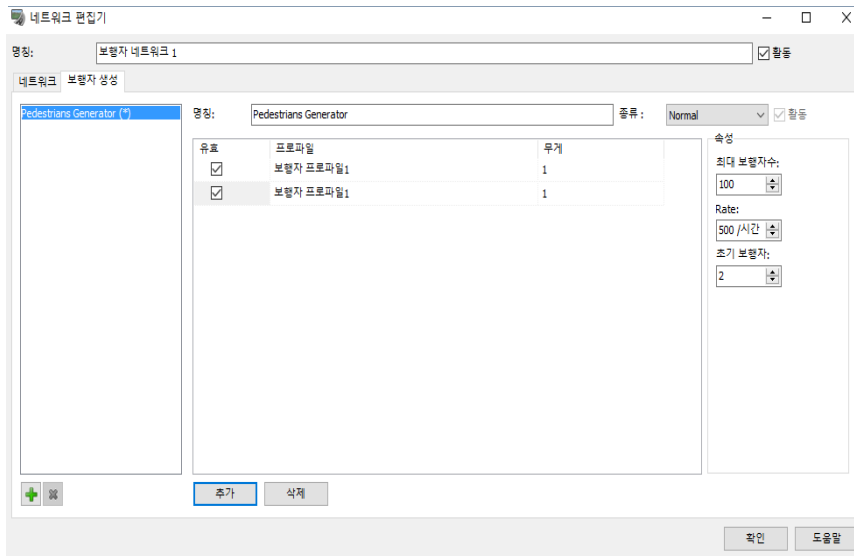 네트워크 편집기
명칭: 보행자 네트워크 1 활동
네트워크 보행자 생성
Pedestrians Generator (*)
명칭: Pedestrians Generator 종류 : Normal 활동
유효 프로파일 무게
보행자 프로파일1 1
보행자 프로파일1 1
속성
최대 보행자수:
100
Rate:
500 /시간
초기 보행자:
2
추가 삭제
확인 도움말